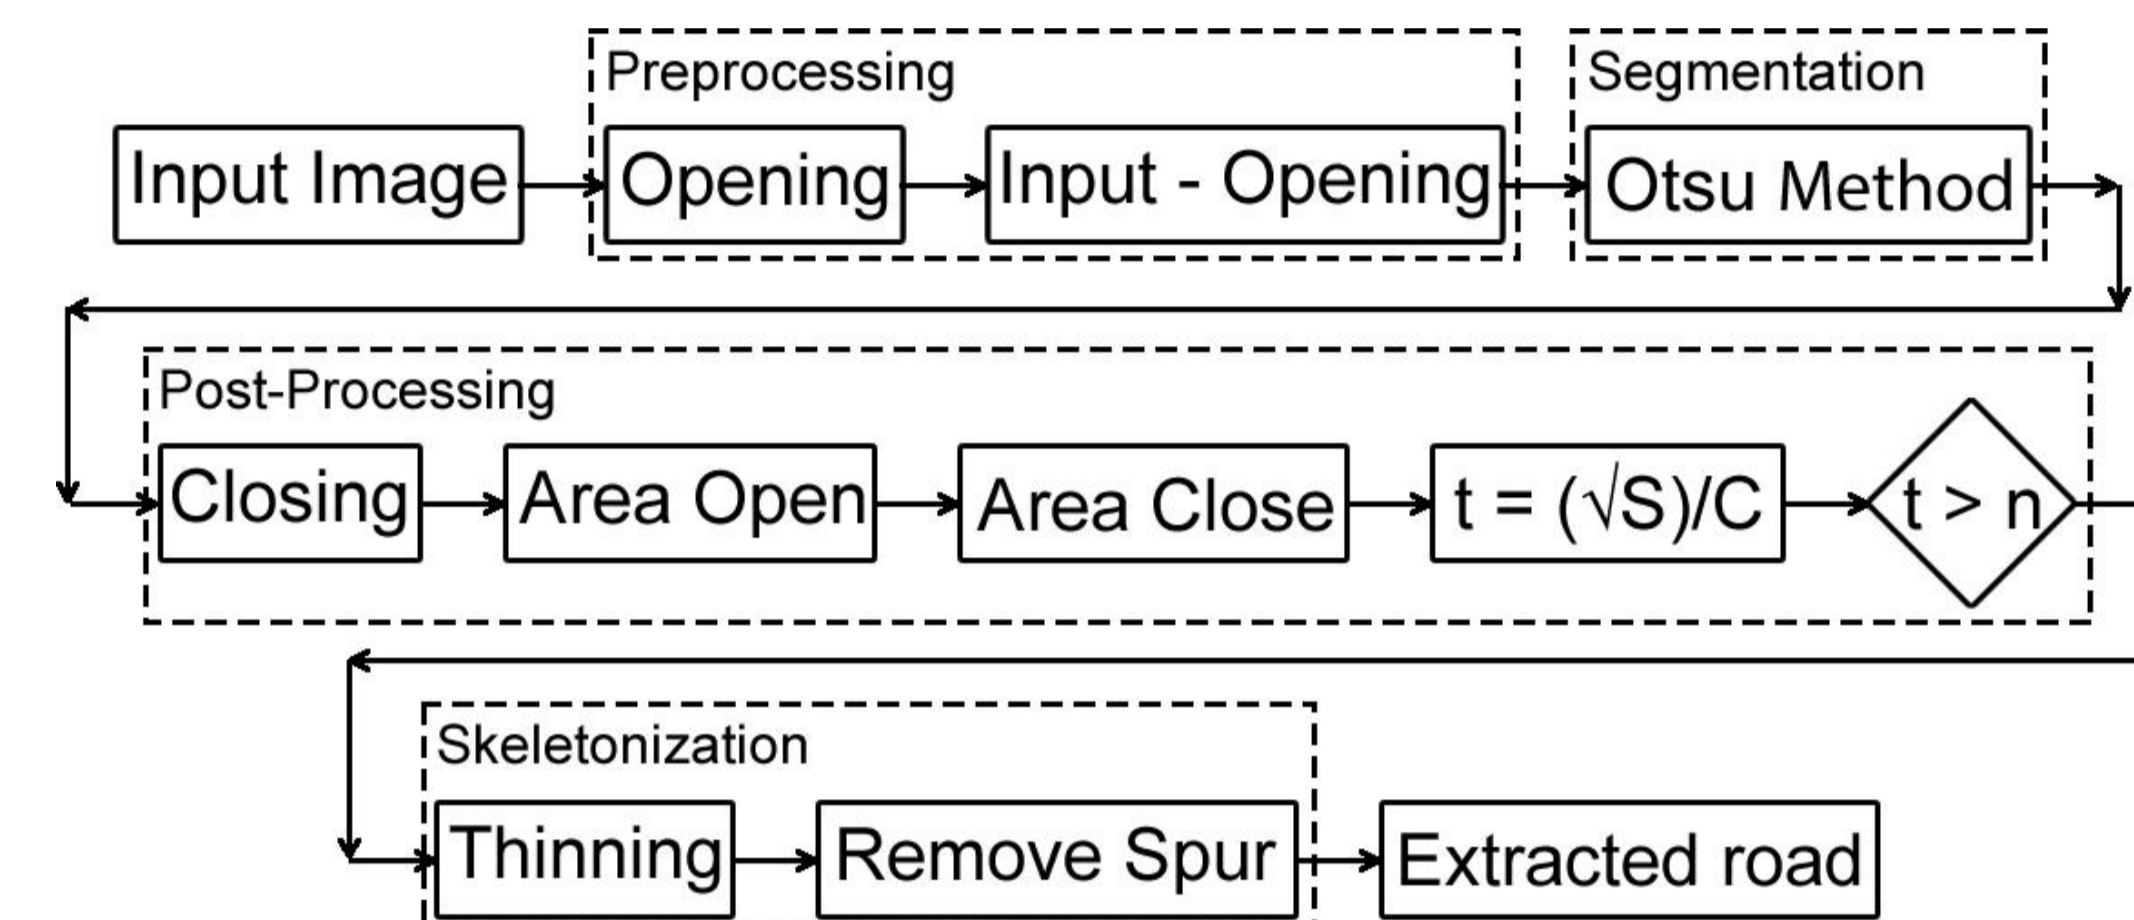 Preprocessing
Segmentation
Input Image
Opening
Input - Opening
Otsu Method
Post-Processing
Closing
Area Open
Area Close
t = (√S)/C
t > n
Skeletonization
Thinning
Remove Spur
Extracted road